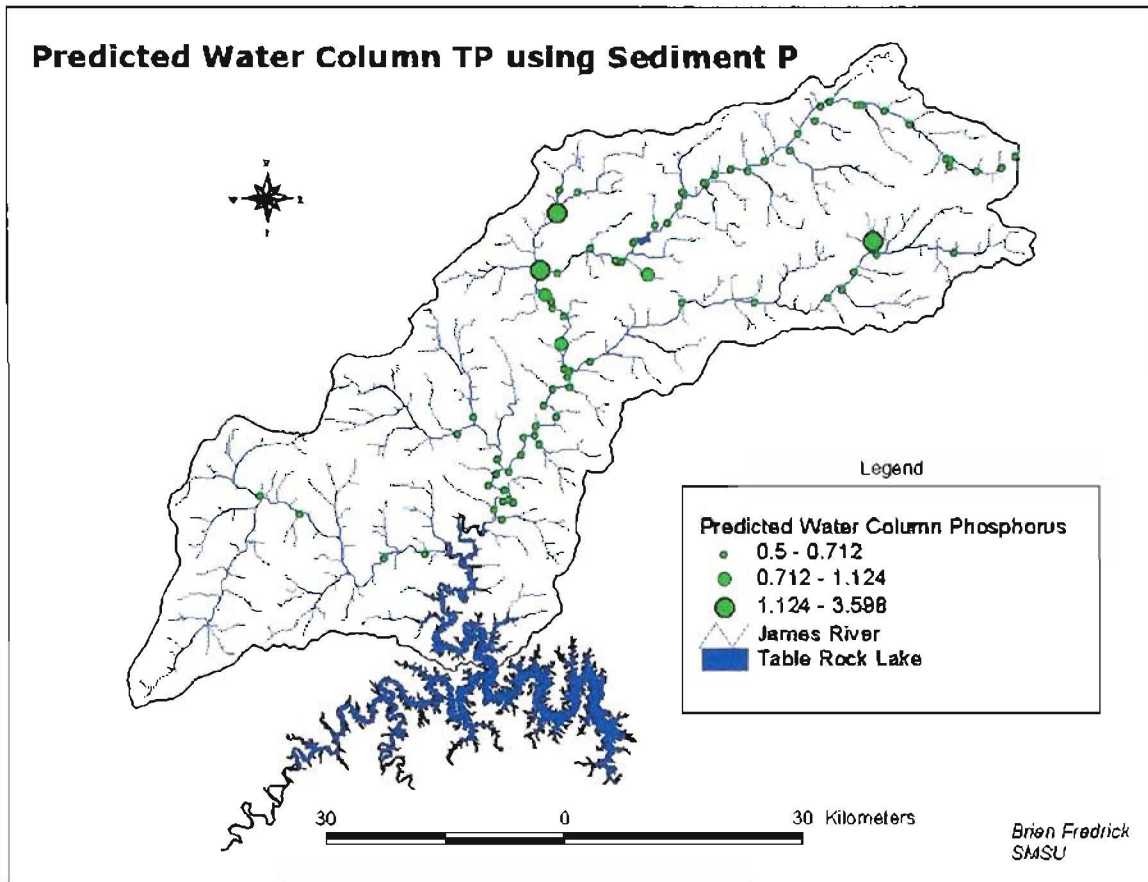 Predicted Water Column TP using Sediment P
Legend
Predicted Water Column Phosphorus
0.5 - 0.712
0.712 - 1.124
1.124 - 3.598
James River
Table Rock Lake
30 0 30 Kilometers
Brian Fredrick
SMSU